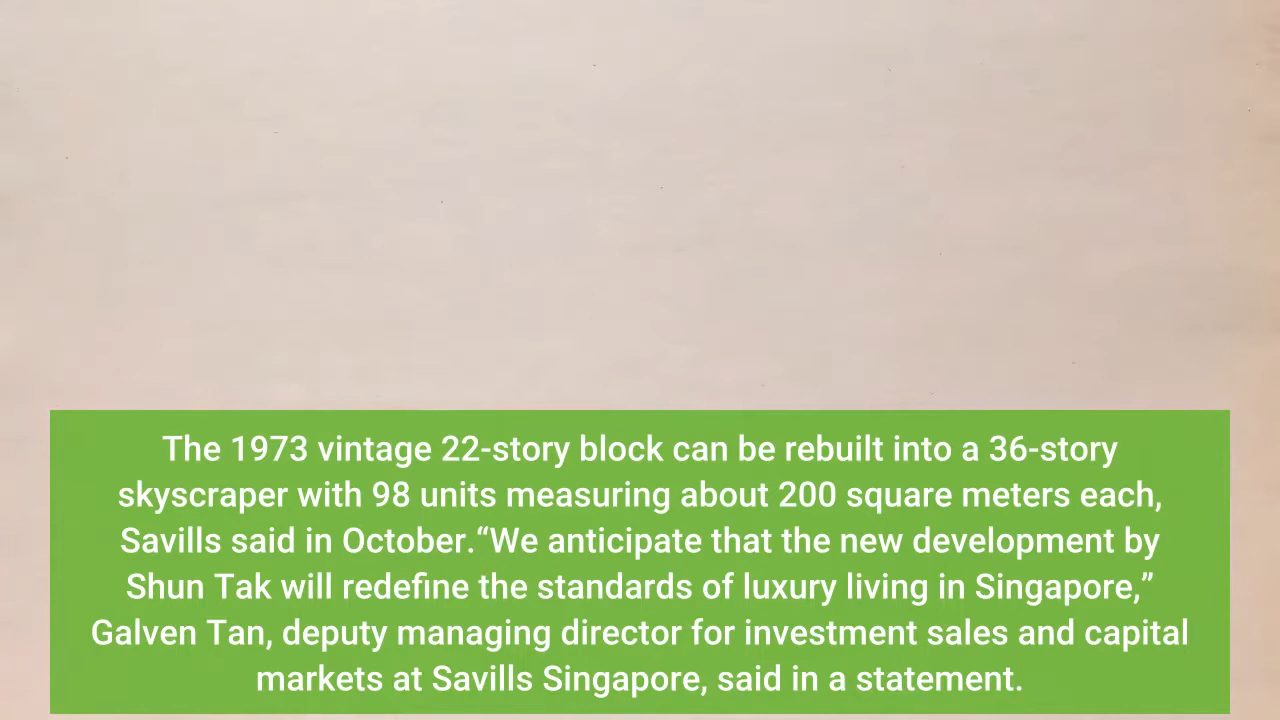 The 1973 vintage 22-story block can be rebuilt into a 36-story
skyscraper with 98 units measuring about 200 square meters each,
Savills said in October.“We anticipate that the new development by
Shun Tak will redefine the standards of luxury living in Singapore,”
Galven Tan, deputy managing director for investment sales and capital
markets at Savills Singapore, said in a statement.